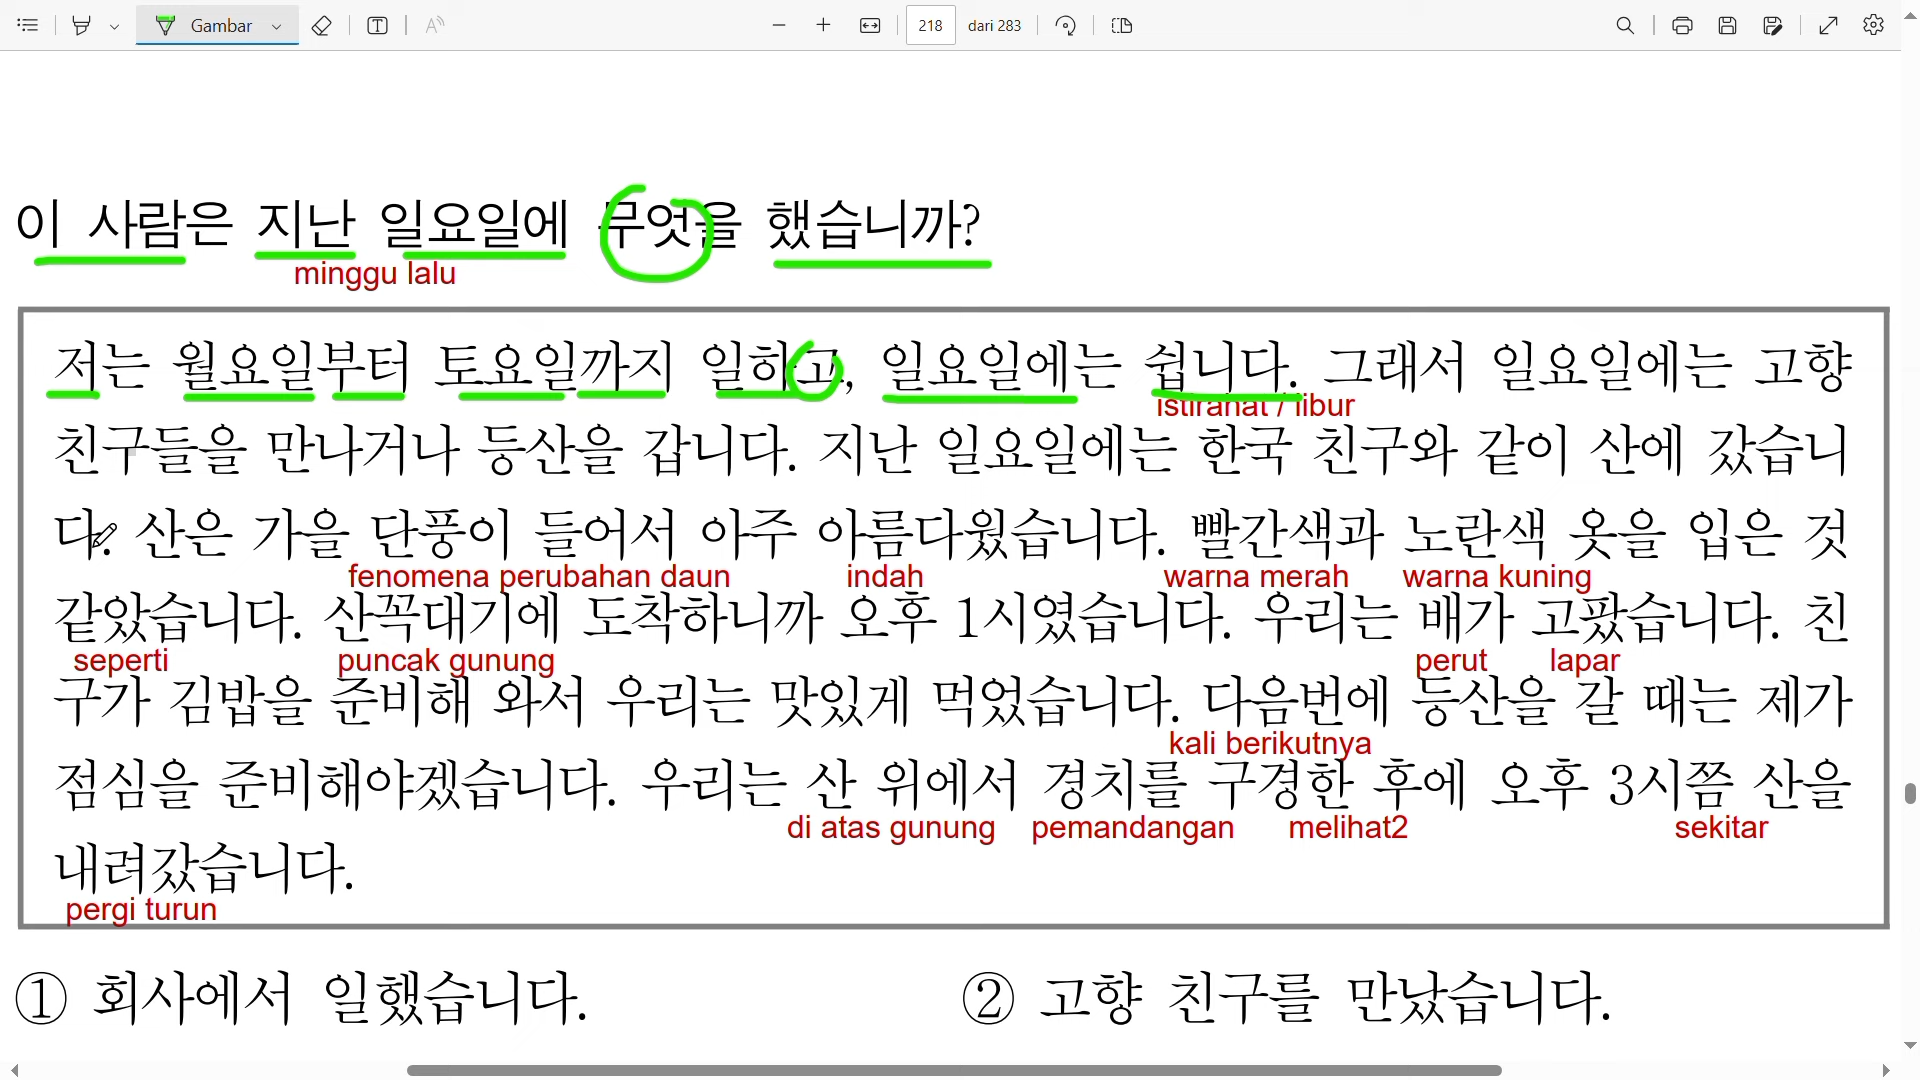 Gambar 218 dari 283
이 사람은 지난 일요일에 무엇을 했습니까?
minggu lalu
저는 월요일부터 토요일까지 일하고, 일요일에는 쉽니다. 그래서 일요일에는 고향
istirahat / libur
친구들을 만나거나 등산을 갑니다. 지난 일요일에는 한국 친구와 같이 산에 갔습니
다. 산은 가을 단풍이 들어서 아주 아름다웠습니다. 빨간색과 노란색 옷을 입은 것
fenomena perubahan daun indah warna merah warna kuning
같았습니다. 산꼭대기에 도착하니까 오후 1시였습니다. 우리는 배가 고팠습니다. 친
seperti puncak gunung perut lapar
구가 김밥을 준비해 와서 우리는 맛있게 먹었습니다. 다음번에 등산을 갈 때는 제가
kali berikutnya
점심을 준비해야겠습니다. 우리는 산 위에서 경치를 구경한 후에 오후 3시쯤 산을
di atas gunung pemandangan melihat2 sekitar
내려갔습니다.
pergi turun
① 회사에서 일했습니다. ② 고향 친구를 만났습니다.